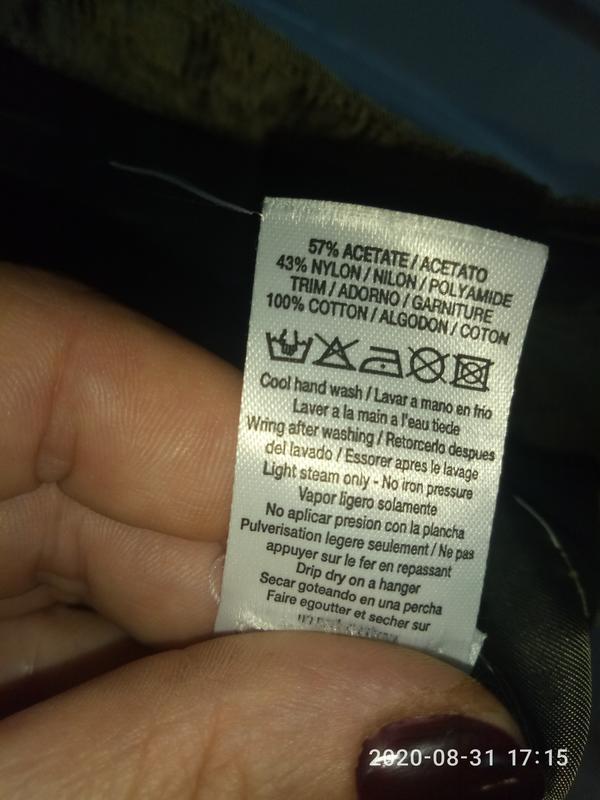 57% ACETATE / ACETATO
43% NYLON / NILON / POLYAMIDE
TRIM / ADORNO / GARNITURE
100% COTTON / ALGODON / COTON
Cool hand wash / Lavar a mano en frio
Laver a la main a l'eau tiede
Wring after washing / Retorcerlo despues
del lavado / Essorer apres le lavage
Light steam only - No iron pressure
Vapor ligero solamente
No aplicar presion con la plancha
Pulverisation legere seulement / Ne pas
appuyer sur le fer en repassant
Drip dry on a hanger
Secar goteando en una percha
Faire egoutter et secher sur
2020-08-31 17:15